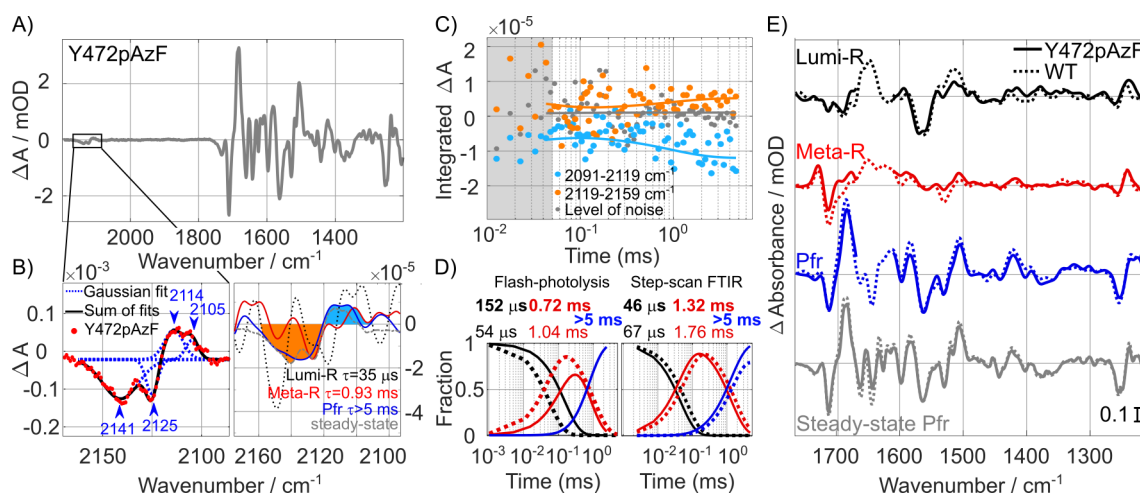 A)
Y472pAzF
ΔA / mOD
2
0
-2
2000
1800
1600
1400
Wavenumber / cm⁻¹
B)
×10⁻³
Gaussian fit
Sum of fits
Y472pAzF
2114
2105
2141
2125
ΔA
0.1
0
-0.1
-0.2
2150
2100
×10⁻⁵
0
-2
-4
Lumi-R τ=35 μs
Meta-R τ=0.93 ms
Pfr τ>5 ms
steady-state
2160
2120
2100
Wavenumber / cm⁻¹
C)
×10⁻⁵
Integrated ΔA
2
1
0
-1
-2
2091-2119 cm⁻¹
2119-2159 cm⁻¹
Level of noise
10⁻²
10⁻¹
10⁰
Time (ms)
D)
Flash-photolysis
Step-scan FTIR
152 μs
0.72 ms
>5 ms
54 μs
1.04 ms
46 μs
1.32 ms
>5 ms
67 μs
1.76 ms
Fraction
1
0.5
0
10⁻³
10⁻²
10⁻¹
10⁰
Time (ms)
10⁻²
10⁻¹
10⁰
Time (ms)
E)
Y472pAzF
WT
Lumi-R
Meta-R
Pfr
Steady-state Pfr
0.1
Δ Absorbance / mOD
1700
1600
1500
1400
1300
Wavenumber / cm⁻¹